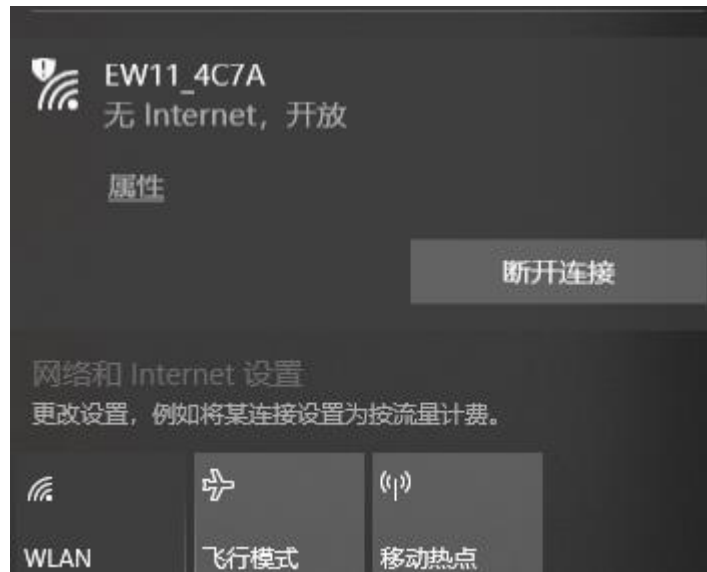 EW11_4C7A
无 Internet，开放
属性
断开连接
网络和 Internet 设置
更改设置，例如将某连接设置为按流量计费。
WLAN
飞行模式
移动热点